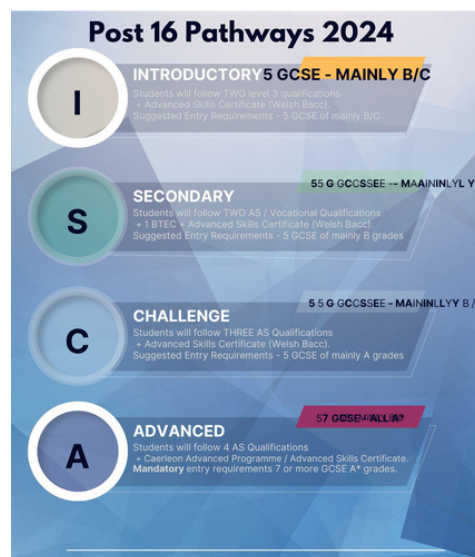 Post 16 Pathways 2024
I
INTRODUCTORY
5 GCSE - MAINLY B/C
Students will follow TWO level 3 qualifications
+ Advanced Skills Certificate (Welsh Bacc).
Suggested Entry Requirements - 5 GCSE of mainly B/C
S
SECONDARY
Students will follow TWO AS / Vocational Qualifications
+ 1 BTEC + Advanced Skills Certificate (Welsh Bacc).
Suggested Entry Requirements - 5 GCSE of mainly B grades
C
CHALLENGE
Students will follow THREE AS Qualifications
+ Advanced Skills Certificate (Welsh Bacc).
Suggested Entry Requirements - 5 GCSE of mainly A grades
A
ADVANCED
Students will follow 4 AS Qualifications
+ Caerleon Advanced Programme / Advanced Skills Certificate.
Mandatory entry requirements 7 or more GCSE A* grades.